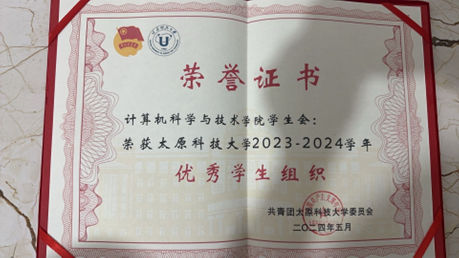 荣誉证书
计算机科学与技术学院学生会:
荣获太原科技大学2023-2024学年
优秀学生组织
共青团太原科技大学委员会
二〇二四年五月